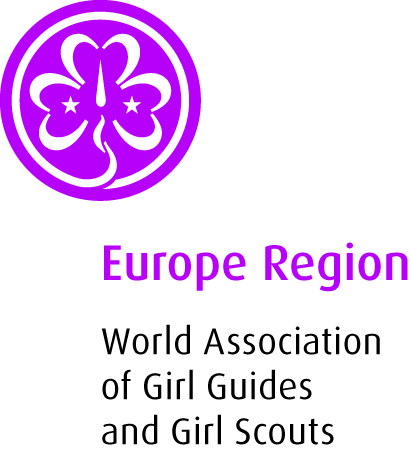 Europe Region
World Association
of Girl Guides
and Girl Scouts